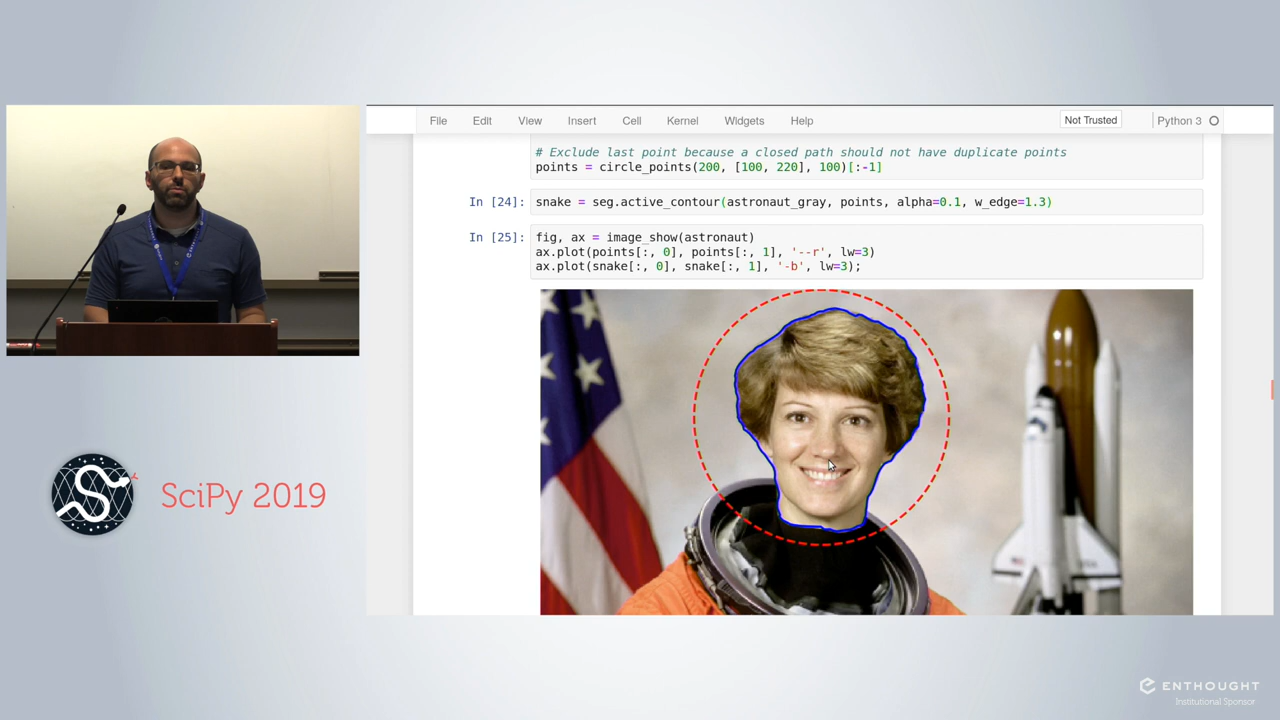 File Edit View Insert Cell Kernel Widgets Help Not Trusted Python 3
# Exclude last point because a closed path should not have duplicate points
points = circle_points(200, [100, 220], 100)[:-1]
In [24]: snake = seg.active_contour(astronaut_gray, points, alpha=0.1, w_edge=1.3)
In [25]: fig, ax = image_show(astronaut)
ax.plot(points[:, 0], points[:, 1], '--r', lw=3)
ax.plot(snake[:, 0], snake[:, 1], '-b', lw=3);
SciPy 2019
ENTHOUGHT
Institutional Sponsor